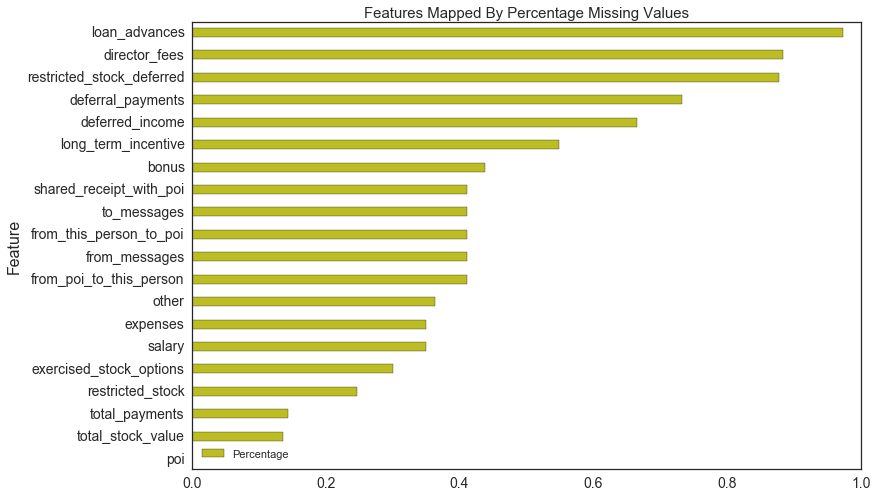 Features Mapped By Percentage Missing Values
loan_advances
director_fees
restricted_stock_deferred
deferral_payments
deferred_income
long_term_incentive
bonus
shared_receipt_with_poi
to_messages
from_this_person_to_poi
from_messages
from_poi_to_this_person
other
expenses
salary
exercised_stock_options
restricted_stock
total_payments
total_stock_value
poi
Feature
Percentage
0.0 0.2 0.4 0.6 0.8 1.0